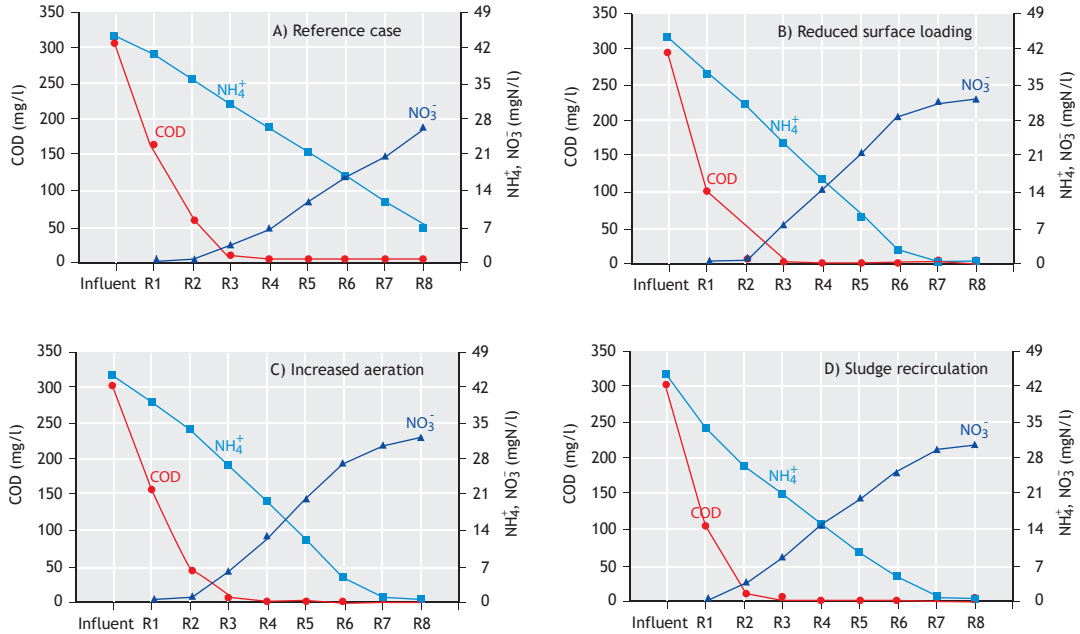 A) Reference case
COD (mg/l)
350
300
250
200
150
100
50
0
NH₄⁺
COD
NO₃⁻
49
42
35
28
21
14
7
0
NH₄⁺, NO₃⁻ (mgN/l)
Influent R1 R2 R3 R4 R5 R6 R7 R8
B) Reduced surface loading
COD (mg/l)
350
300
250
200
150
100
50
0
NH₄⁺
COD
NO₃⁻
49
42
35
28
21
14
7
0
NH₄⁺, NO₃⁻ (mgN/l)
Influent R1 R2 R3 R4 R5 R6 R7 R8
C) Increased aeration
COD (mg/l)
350
300
250
200
150
100
50
0
NH₄⁺
COD
NO₃⁻
49
42
35
28
21
14
7
0
NH₄⁺, NO₃⁻ (mgN/l)
Influent R1 R2 R3 R4 R5 R6 R7 R8
D) Sludge recirculation
COD (mg/l)
350
300
250
200
150
100
50
0
NH₄⁺
COD
NO₃⁻
49
42
35
28
21
14
7
0
NH₄⁺, NO₃⁻ (mgN/l)
Influent R1 R2 R3 R4 R5 R6 R7 R8